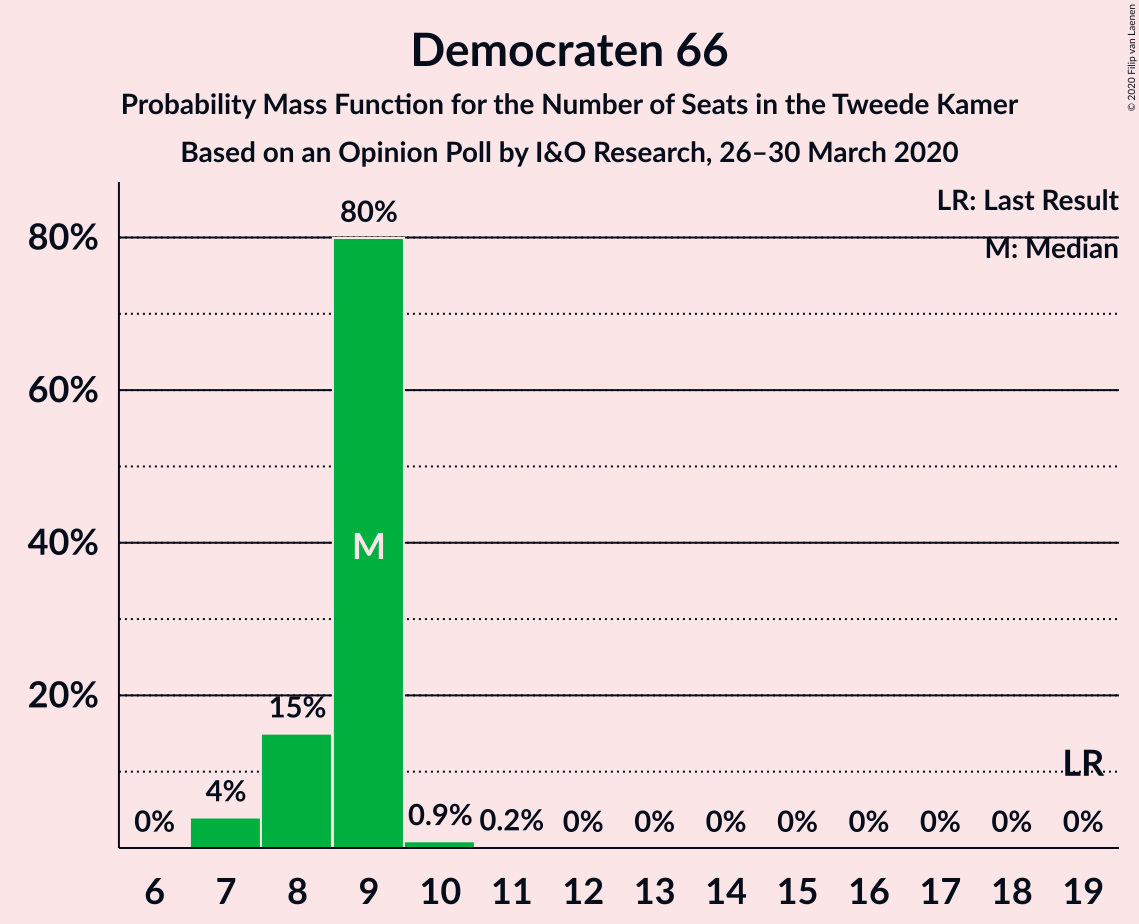 Democraten 66
Probability Mass Function for the Number of Seats in the Tweede Kamer
Based on an Opinion Poll by I&O Research, 26–30 March 2020
© 2020 Filip van Laenen
LR: Last Result
M: Median
80%
60%
40%
20%
0%
4%
15%
80%
M
0.9%
0.2%
0%
0%
0%
0%
0%
0%
0%
0%
LR
6 7 8 9 10 11 12 13 14 15 16 17 18 19